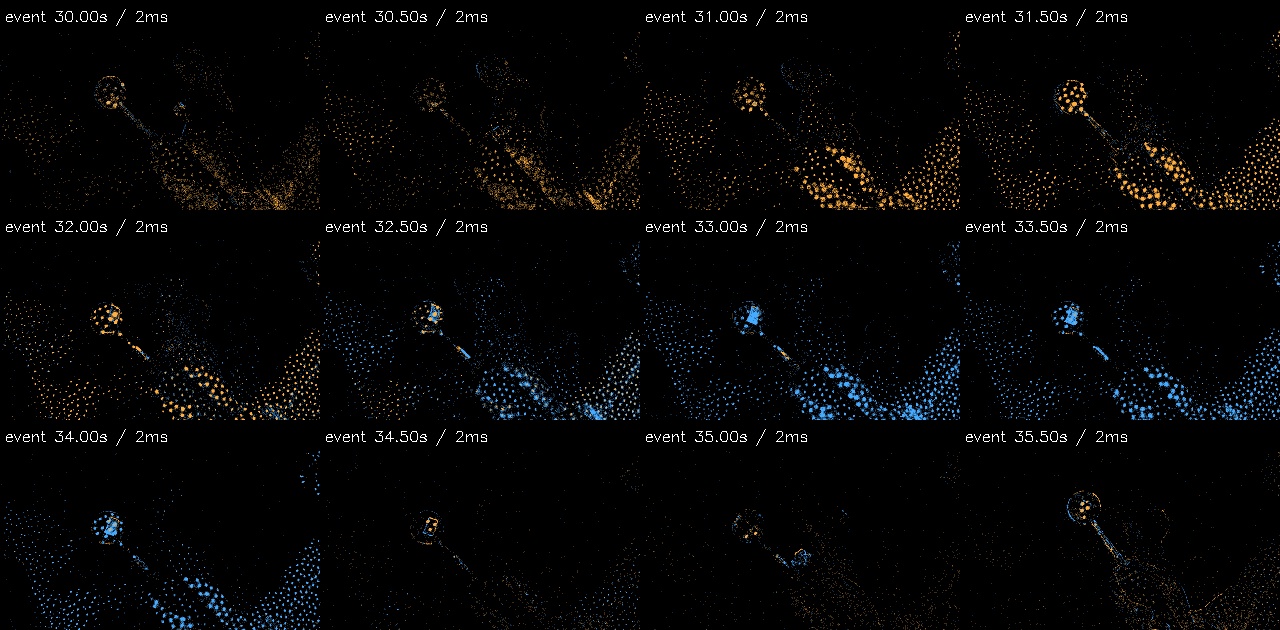 event 30.00s / 2ms
event 30.50s / 2ms
event 31.00s / 2ms
event 31.50s / 2ms
event 32.00s / 2ms
event 32.50s / 2ms
event 33.00s / 2ms
event 33.50s / 2ms
event 34.00s / 2ms
event 34.50s / 2ms
event 35.00s / 2ms
event 35.50s / 2ms